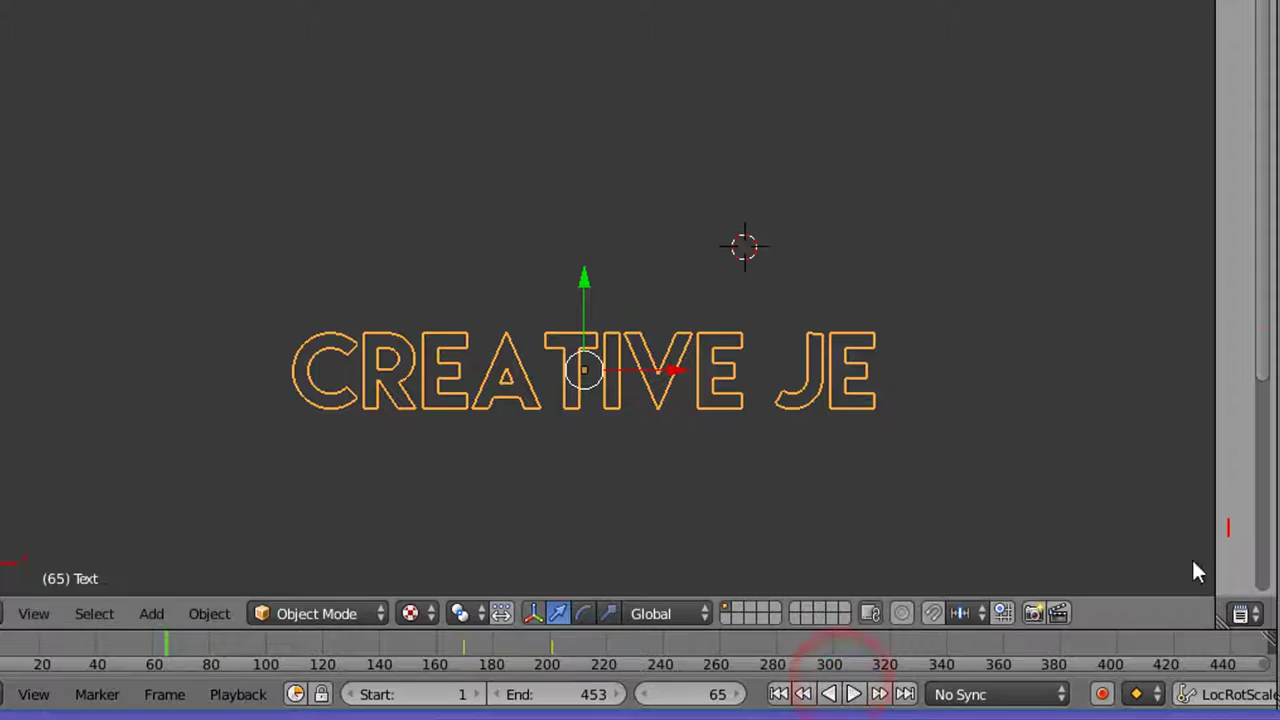 CREATIVE JE
(65) Text
View Select Add Object Object Mode Global
20 40 60 80 100 120 140 160 180 200 220 240 260 280 300 320 340 360 380 400 420 440
View Marker Frame Playback Start: 1 End: 453 65 No Sync LocRotScale